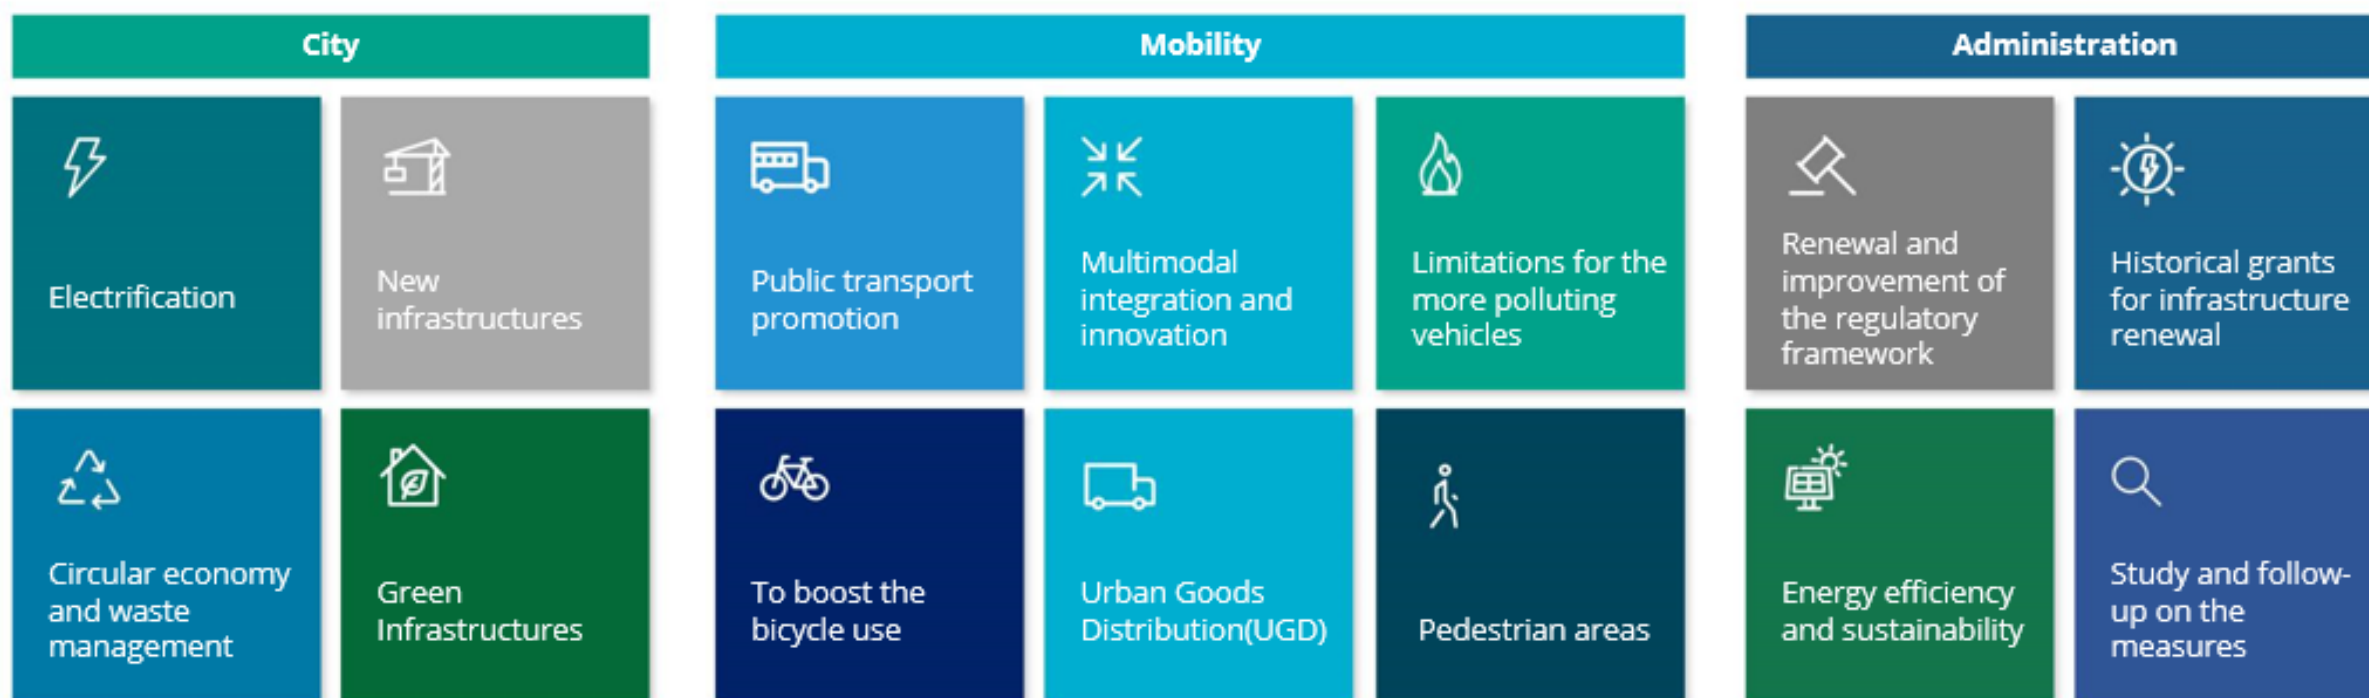 City
Electrification
New
infrastructures
Circular economy
and waste
management
Green
Infrastructures
Mobility
Public transport
promotion
Multimodal
integration and
innovation
Limitations for the
more polluting
vehicles
To boost the
bicycle use
Urban Goods
Distribution(UGD)
Pedestrian areas
Administration
Renewal and
improvement of
the regulatory
framework
Historical grants
for infrastructure
renewal
Energy efficiency
and sustainability
Study and follow-
up on the
measures